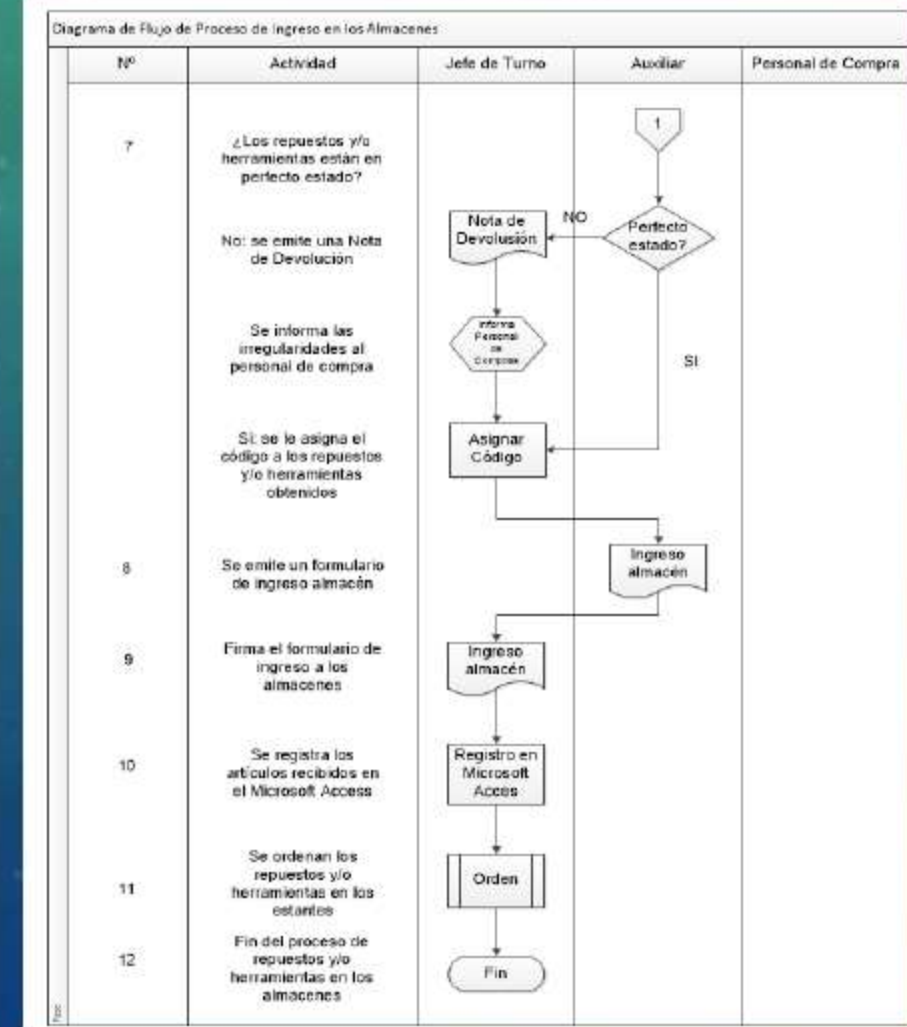 Diagrama de Flujo de Proceso de Ingreso en los Almacenes
Nº
Actividad
Jefe de Turno
Auxiliar
Personal de Compra
1
7
¿Los repuestos y/o
herramientas están en
perfecto estado?
Nota de
Devolusión
NO
Perfecto
estado?
No: se emite una Nota
de Devolución
Se informa las
irregularidades al
personal de compra
Informa
Personal
de
Compras
SI
Si: se le asigna el
código a los repuestos
y/o herramientas
obtenidos
Asignar
Código
8
Se emite un formulario
de ingreso almacén
Ingreso
almacén
9
Firma el formulario de
ingreso a los
almacenes
Ingreso
almacén
10
Se registra los
artículos recibidos en
el Microsoft Access
Registro en
Microsoft
Acces
11
Se ordenan los
repuestos y/o
herramientas en los
estantes
Orden
12
Fin del proceso de
repuestos y/o
herramientas en los
almacenes
Fin